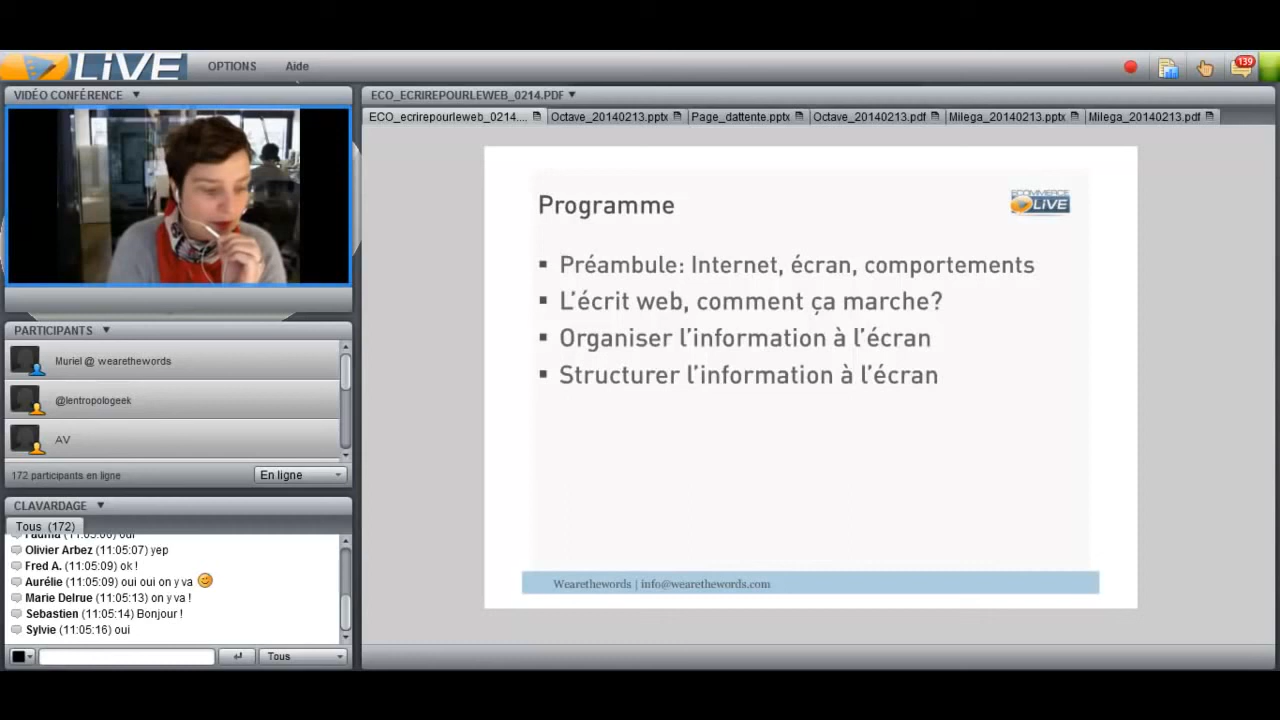 LiVE
OPTIONS
Aide
139
VIDÉO CONFÉRENCE
PARTICIPANTS
Muriel @ wearethewords
@lentropologeek
AV
172 participants en ligne
En ligne
CLAVARDAGE
Tous (172)
Olivier Arbez (11:05:07) yep
Fred A. (11:05:09) ok !
Aurélie (11:05:09) oui oui on y va
Marie Delrue (11:05:13) on y va !
Sebastien (11:05:14) Bonjour !
Sylvie (11:05:16) oui
Tous
ECO_ECRIREPOURLEWEB_0214.PDF
ECO_ecrirepourleweb_0214....
Octave_20140213.pptx
Page_dattente.pptx
Octave_20140213.pdf
Milega_20140213.pptx
Milega_20140213.pdf
Programme
ECOMMERCE
LiVE
▪ Préambule: Internet, écran, comportements
▪ L’écrit web, comment ça marche?
▪ Organiser l’information à l’écran
▪ Structurer l’information à l’écran
Wearethewords | info@wearethewords.com